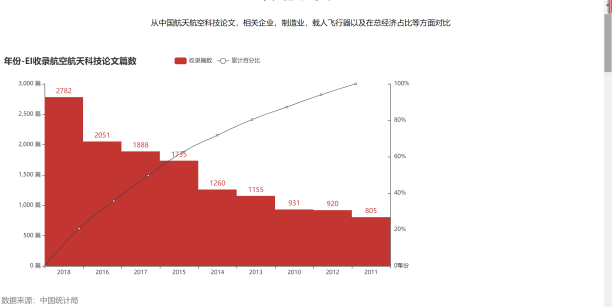 从中国航天航空科技论文，相关企业，制造业，载人飞行器以及在总经济占比等方面对比
年份-EI收录航空航天科技论文篇数
收录篇数 累计百分比
3,000 篇
2,500 篇
2,000 篇
1,500 篇
1,000 篇
500 篇
0 篇
2782
2051
1888
1735
1260
1155
931
920
805
100%
80%
60%
40%
20%
0%
年份
2018 2016 2017 2015 2014 2013 2010 2012 2011
数据来源：中国统计局